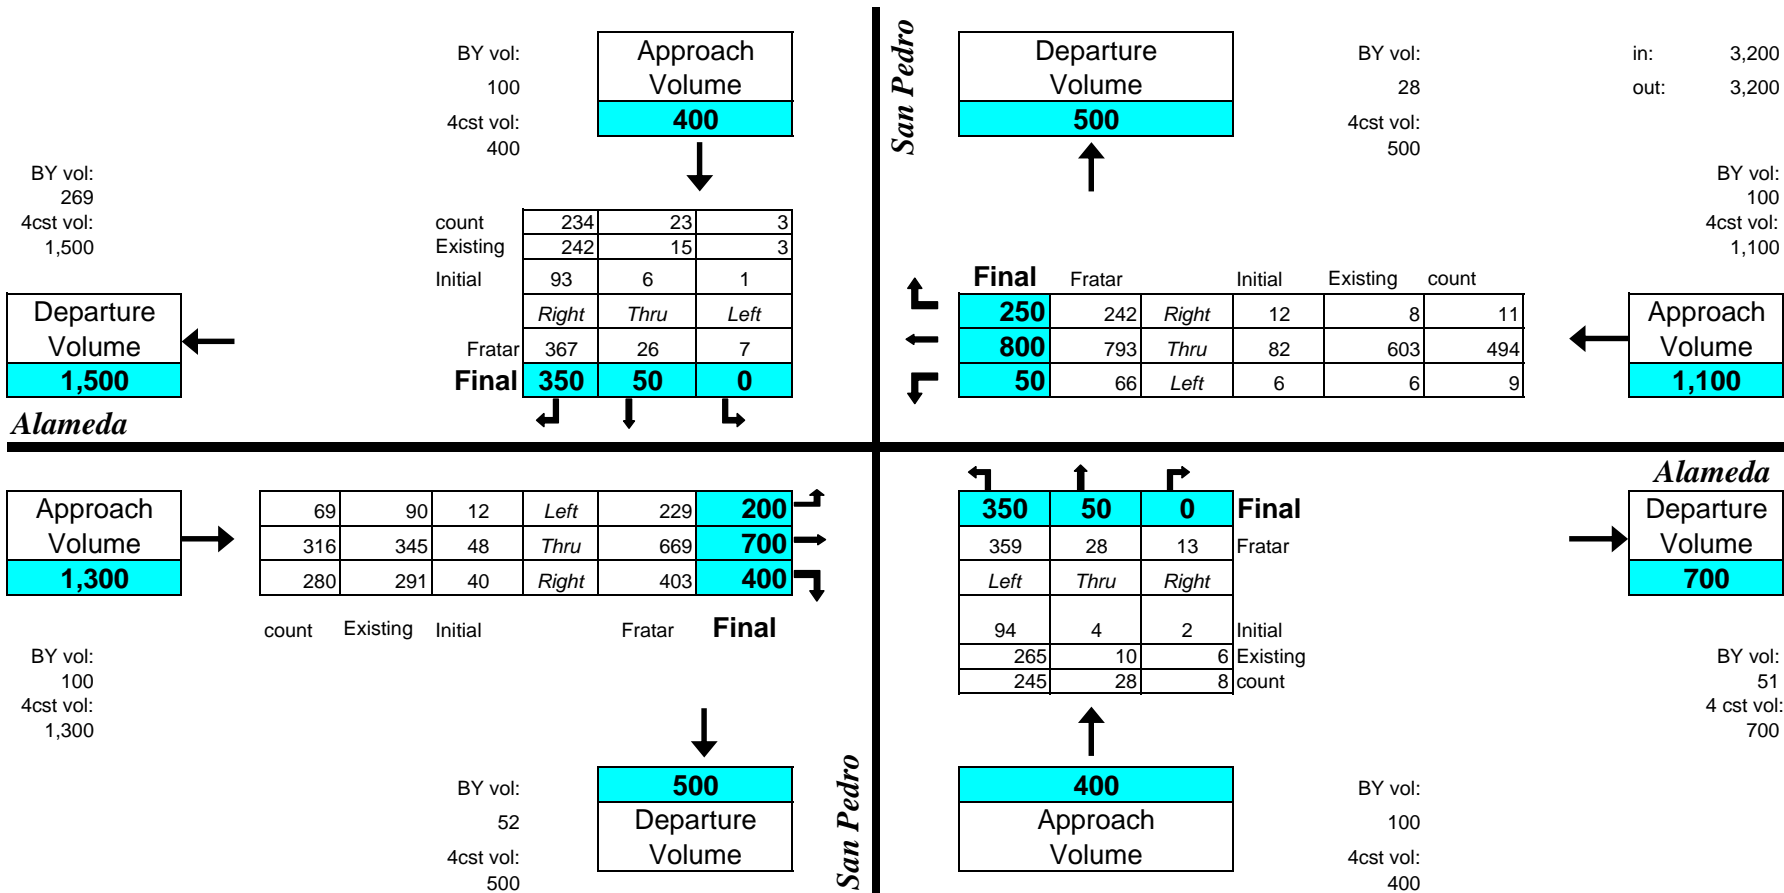 BY vol:
100
4cst vol:
400
Approach
Volume
400
San Pedro
Departure
Volume
500
BY vol:
28
4cst vol:
500
in: 3,200
out: 3,200
BY vol:
269
4cst vol:
1,500
BY vol:
100
4cst vol:
1,100
count 234 23 3
Existing 242 15 3
Initial 93 6 1
Right Thru Left
Fratar 367 26 7
Final 350 50 0
Departure
Volume
1,500
Alameda
Final Fratar Initial Existing count
250 242 Right 12 8 11
800 793 Thru 82 603 494
50 66 Left 6 6 9
Approach
Volume
1,100
Approach
Volume
1,300
69 90 12 Left 229 200
316 345 48 Thru 669 700
280 291 40 Right 403 400
count Existing Initial Fratar Final
BY vol:
100
4cst vol:
1,300
350 50 0 Final
359 28 13 Fratar
Left Thru Right
94 4 2 Initial
265 10 6 Existing
245 28 8 count
Alameda
Departure
Volume
700
BY vol:
51
4 cst vol:
700
BY vol:
52
4cst vol:
500
500
Departure
Volume
San Pedro
400
Approach
Volume
BY vol:
100
4cst vol:
400